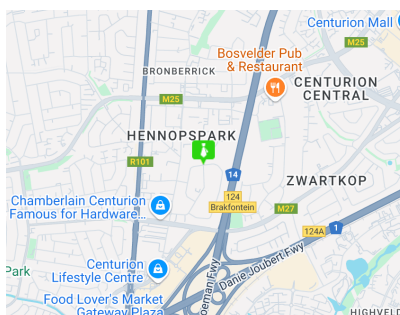 Centurion Mall
M25
Bosvelder Pub
& Restaurant
BRONBERRICK
CENTURION
CENTRAL
M25
HENNOPSPARK
R101
14
ZWARTKOP
124
Brakfontein
M27
Chamberlain Centurion
Famous for Hardware...
124A
1
Danie Joubert Fwy
Park
Centurion
Lifestyle Centre
oeman Fwy
Food Lover's Market
Gateway Plaza
HIGHVELD